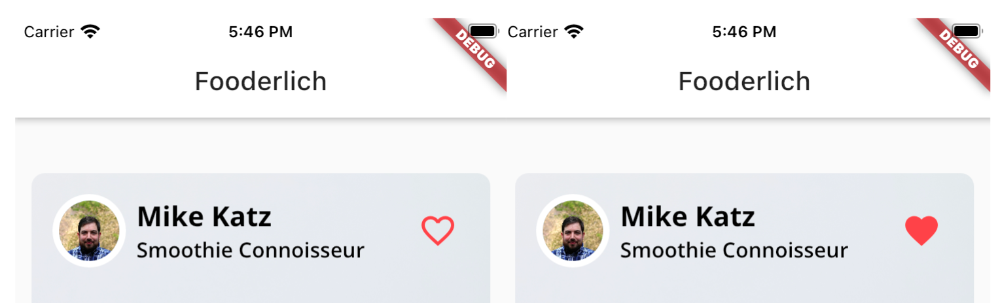 Carrier 5:46 PM
DEBUG
Fooderlich
Mike Katz
Smoothie Connoisseur
Carrier 5:46 PM
DEBUG
Fooderlich
Mike Katz
Smoothie Connoisseur